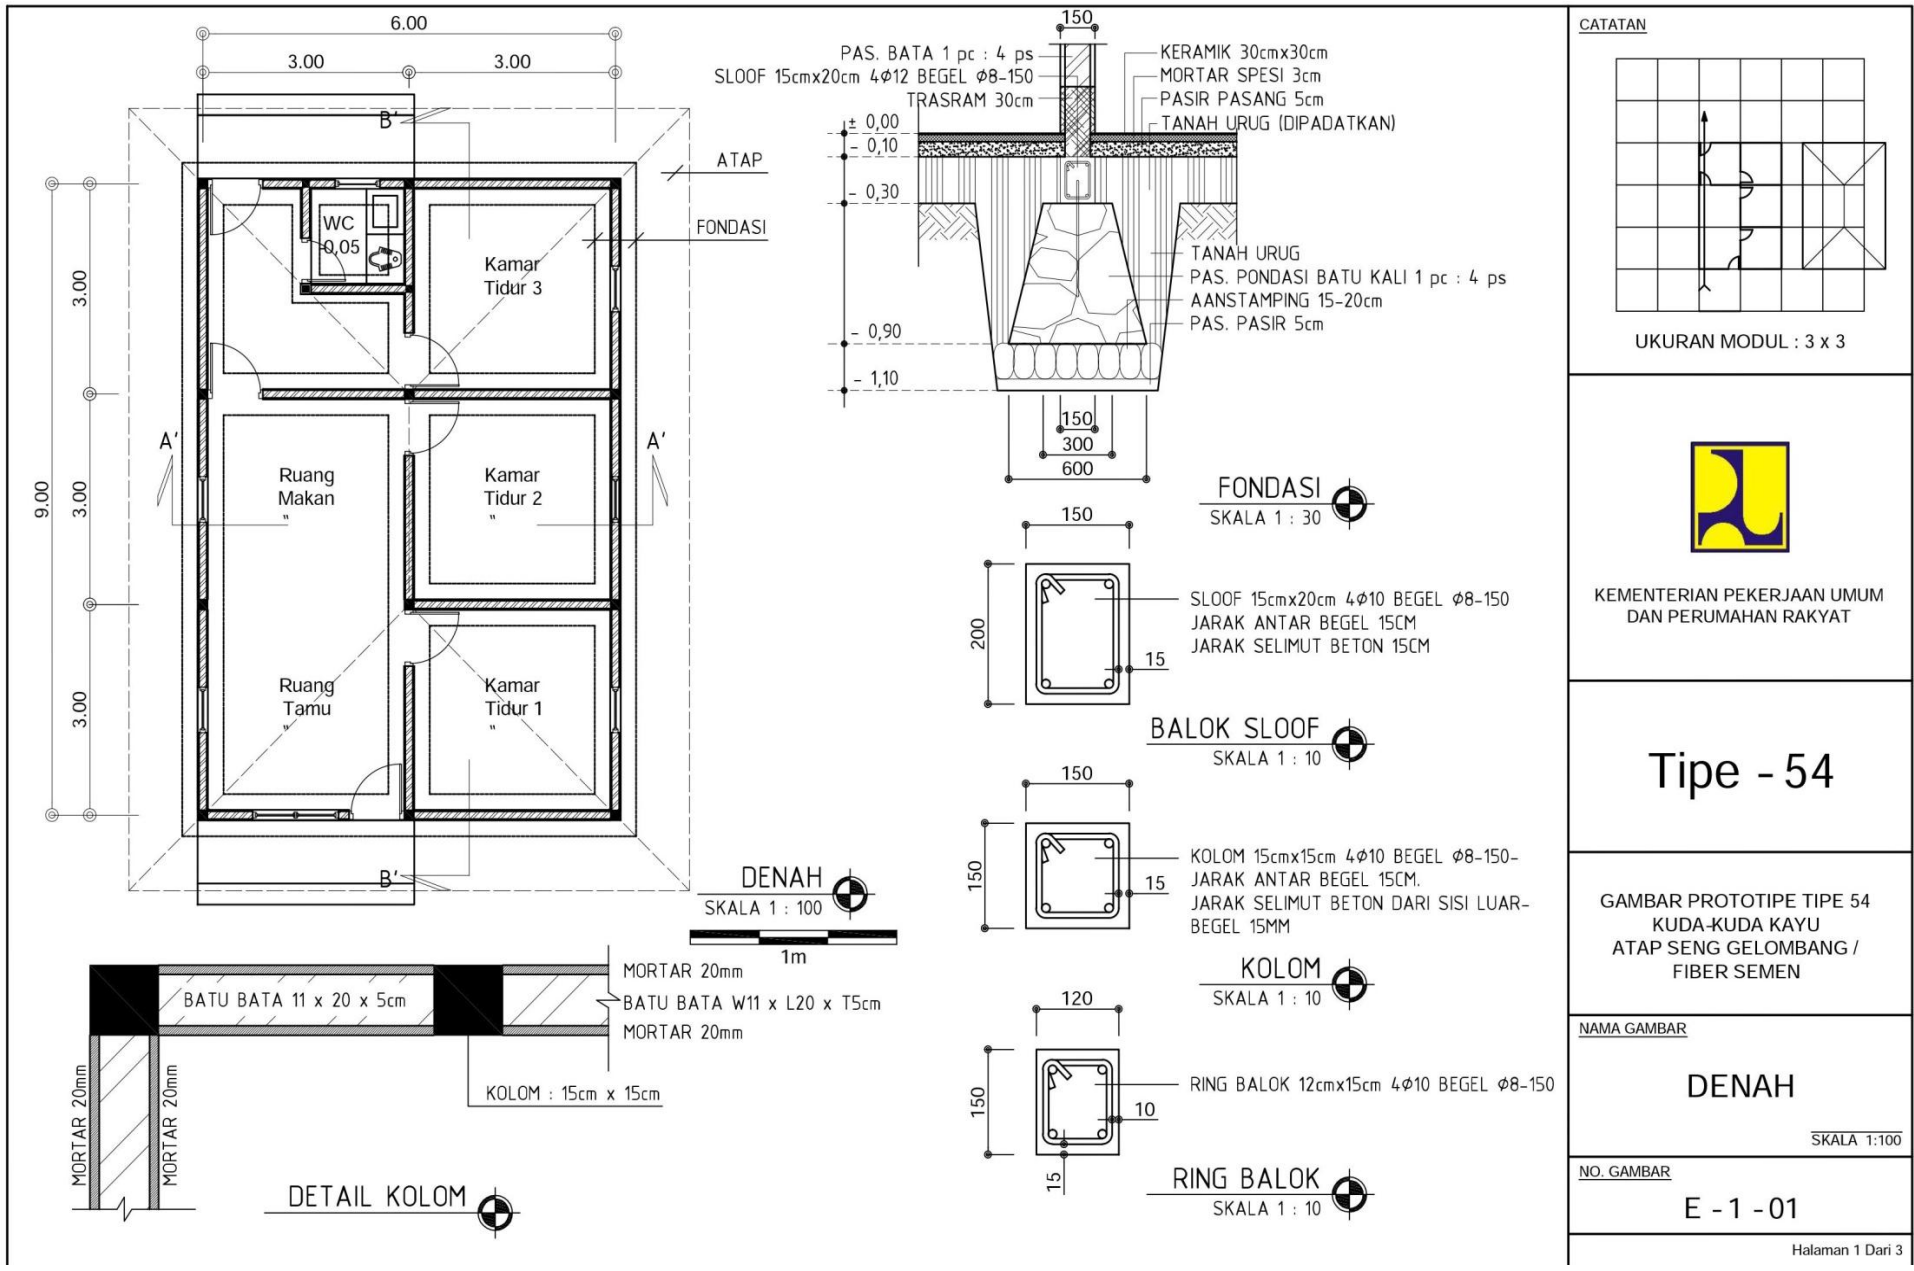 6.00
3.00
3.00
B'
ATAP
FONDASI
WC
-0,05
Kamar
Tidur 3
9.00
3.00
3.00
3.00
A'
A'
Ruang
Makan
"
Kamar
Tidur 2
"
Ruang
Tamu
"
Kamar
Tidur 1
"
B'
DENAH
SKALA 1 : 100
1m
BATU BATA 11 x 20 x 5cm
MORTAR 20mm
BATU BATA W11 x L20 x T5cm
MORTAR 20mm
KOLOM : 15cm x 15cm
MORTAR 20mm
MORTAR 20mm
DETAIL KOLOM
150
PAS. BATA 1 pc : 4 ps
SLOOF 15cmx20cm 4φ12 BEGEL φ8-150
TRASRAM 30cm
KERAMIK 30cmx30cm
MORTAR SPESI 3cm
PASIR PASANG 5cm
TANAH URUG (DIPADATKAN)
± 0,00
- 0,10
- 0,30
- 0,90
- 1,10
TANAH URUG
PAS. PONDASI BATU KALI 1 pc : 4 ps
AANSTAMPING 15-20cm
PAS. PASIR 5cm
150
300
600
FONDASI
SKALA 1 : 30
150
200
SLOOF 15cmx20cm 4φ10 BEGEL φ8-150
JARAK ANTAR BEGEL 15CM
JARAK SELIMUT BETON 15CM
15
BALOK SLOOF
SKALA 1 : 10
150
150
KOLOM 15cmx15cm 4φ10 BEGEL φ8-150-
JARAK ANTAR BEGEL 15CM.
JARAK SELIMUT BETON DARI SISI LUAR-
BEGEL 15MM
15
KOLOM
SKALA 1 : 10
120
150
RING BALOK 12cmx15cm 4φ10 BEGEL φ8-150
10
15
RING BALOK
SKALA 1 : 10
CATATAN
UKURAN MODUL : 3 x 3
KEMENTERIAN PEKERJAAN UMUM
DAN PERUMAHAN RAKYAT
Tipe - 54
GAMBAR PROTOTIPE TIPE 54
KUDA-KUDA KAYU
ATAP SENG GELOMBANG /
FIBER SEMEN
NAMA GAMBAR
DENAH
SKALA 1:100
NO. GAMBAR
E - 1 - 01
Halaman 1 Dari 3